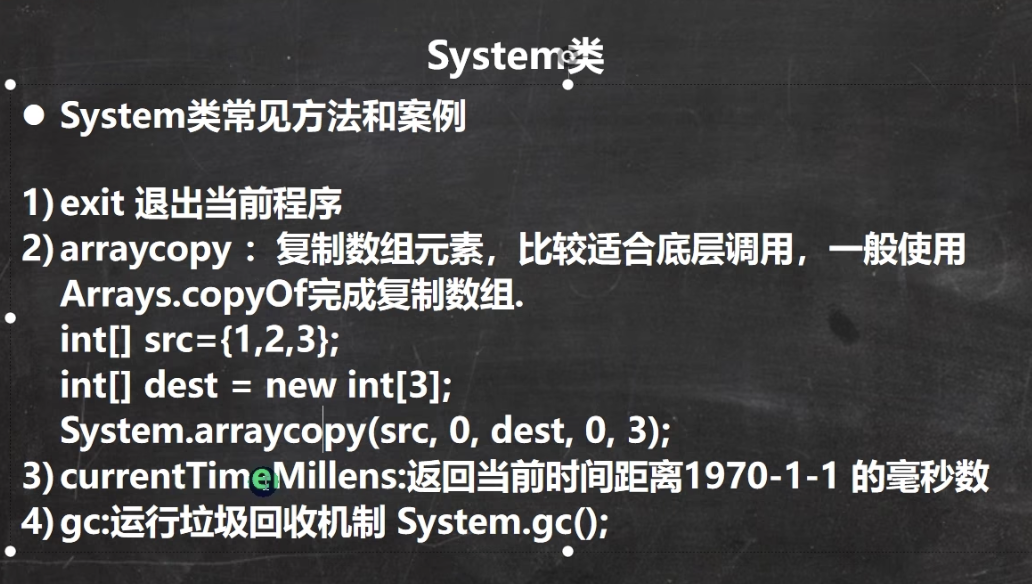 System类
● System类常见方法和案例
1) exit 退出当前程序
2) arraycopy ：复制数组元素，比较适合底层调用，一般使用
Arrays.copyOf完成复制数组.
int[] src={1,2,3};
int[] dest = new int[3];
System.arraycopy(src, 0, dest, 0, 3);
3) currentTimeMillens:返回当前时间距离1970-1-1 的毫秒数
4) gc:运行垃圾回收机制 System.gc();